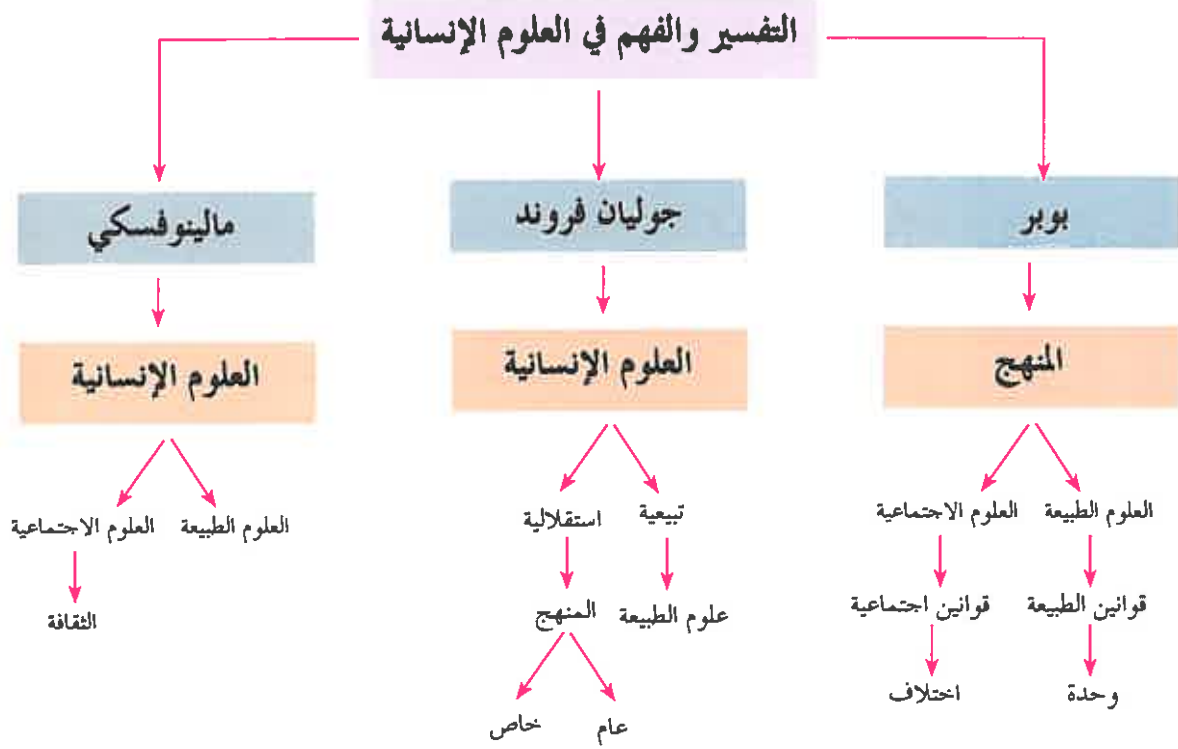 التفسير والفهم في العلوم الإنسانية
بوبر
جوليان فروند
مالينوفسكي
المنهج
العلوم الإنسانية
العلوم الإنسانية
العلوم الطبيعة
العلوم الاجتماعية
تبيعية
استقلالية
العلوم الطبيعة
العلوم الاجتماعية
قوانين الطبيعة
قوانين اجتماعية
علوم الطبيعة
المنهج
الثقافة
وحدة
اختلاف
عام
خاص